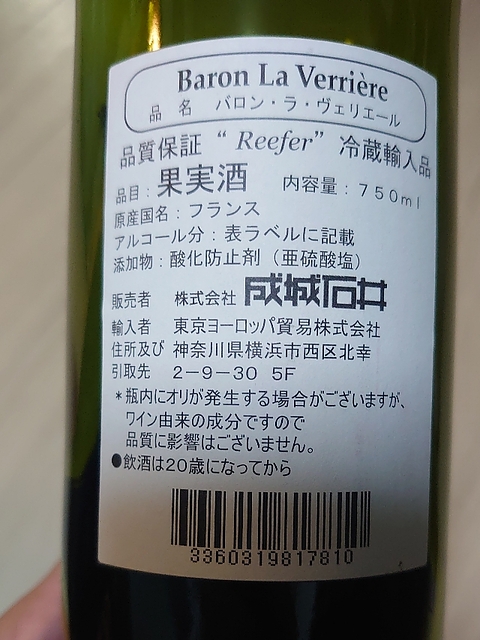 Baron La Verrière
品 名 バロン・ラ・ヴェリエール
品質保証 “ Reefer” 冷蔵輸入品
品目：果実酒 内容量：７５０ｍｌ
原産国名：フランス
アルコール分：表ラベルに記載
添加物：酸化防止剤（亜硫酸塩）
販売者 株式会社 成城石井
輸入者 東京ヨーロッパ貿易株式会社
住所及び 神奈川県横浜市西区北幸
引取先 ２－９－３０ ５Ｆ
＊瓶内にオリが発生する場合がございますが、
ワイン由来の成分ですので
品質に影響はございません。
●飲酒は20歳になってから
3360319817810